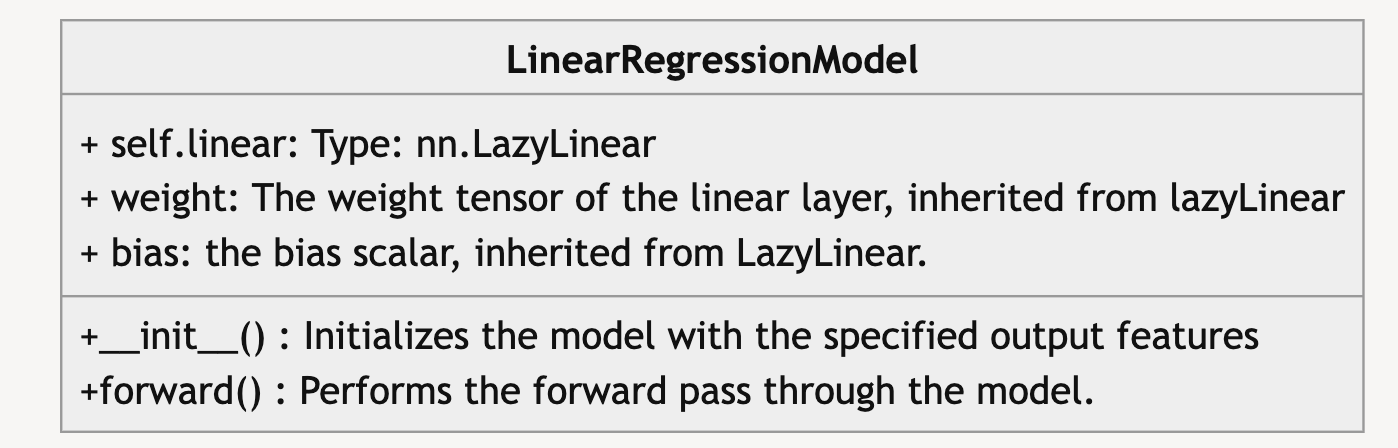 LinearRegressionModel
+ self.linear: Type: nn.LazyLinear
+ weight: The weight tensor of the linear layer, inherited from lazyLinear
+ bias: the bias scalar, inherited from LazyLinear.
+__init__() : Initializes the model with the specified output features
+forward() : Performs the forward pass through the model.